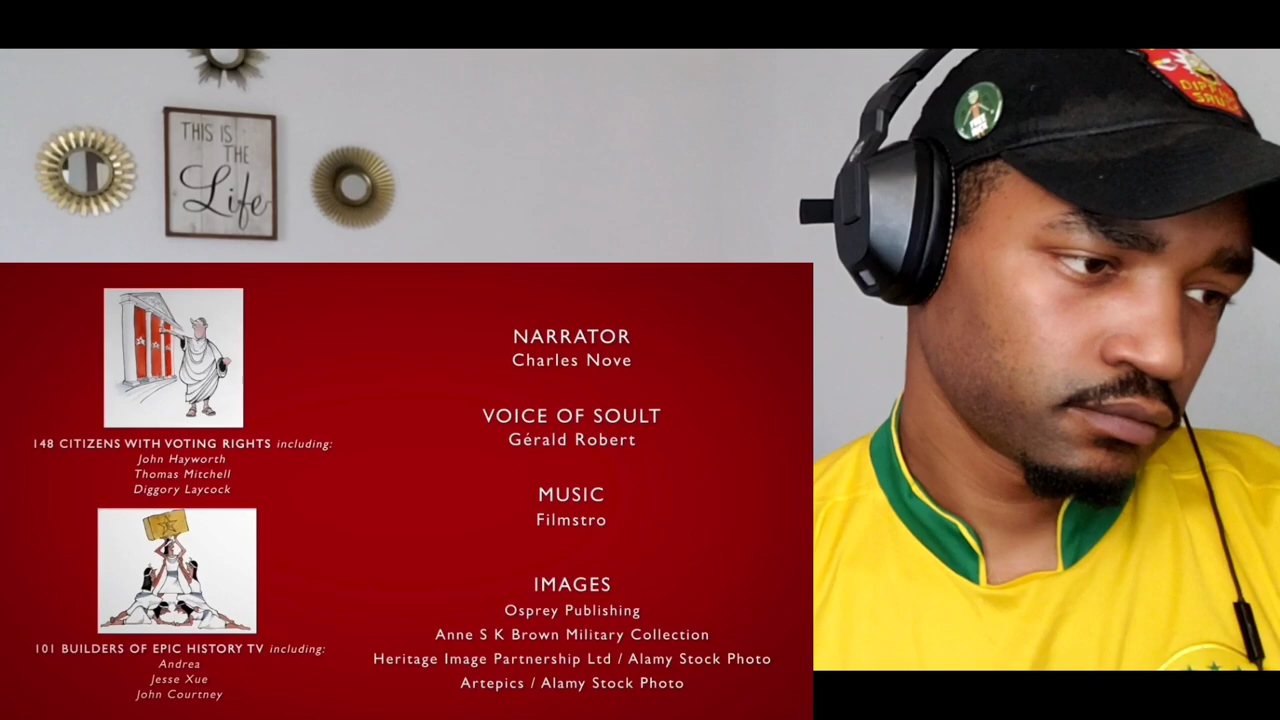 THIS IS
THE
Life
DIPPIN
SAUCE
148 CITIZENS WITH VOTING RIGHTS including:
John Hayworth
Thomas Mitchell
Diggory Laycock
101 BUILDERS OF EPIC HISTORY TV including:
Andrea
Jesse Xue
John Courtney
NARRATOR
Charles Nove
VOICE OF SOULT
Gérald Robert
MUSIC
Filmstro
IMAGES
Osprey Publishing
Anne S K Brown Military Collection
Heritage Image Partnership Ltd / Alamy Stock Photo
Artepics / Alamy Stock Photo